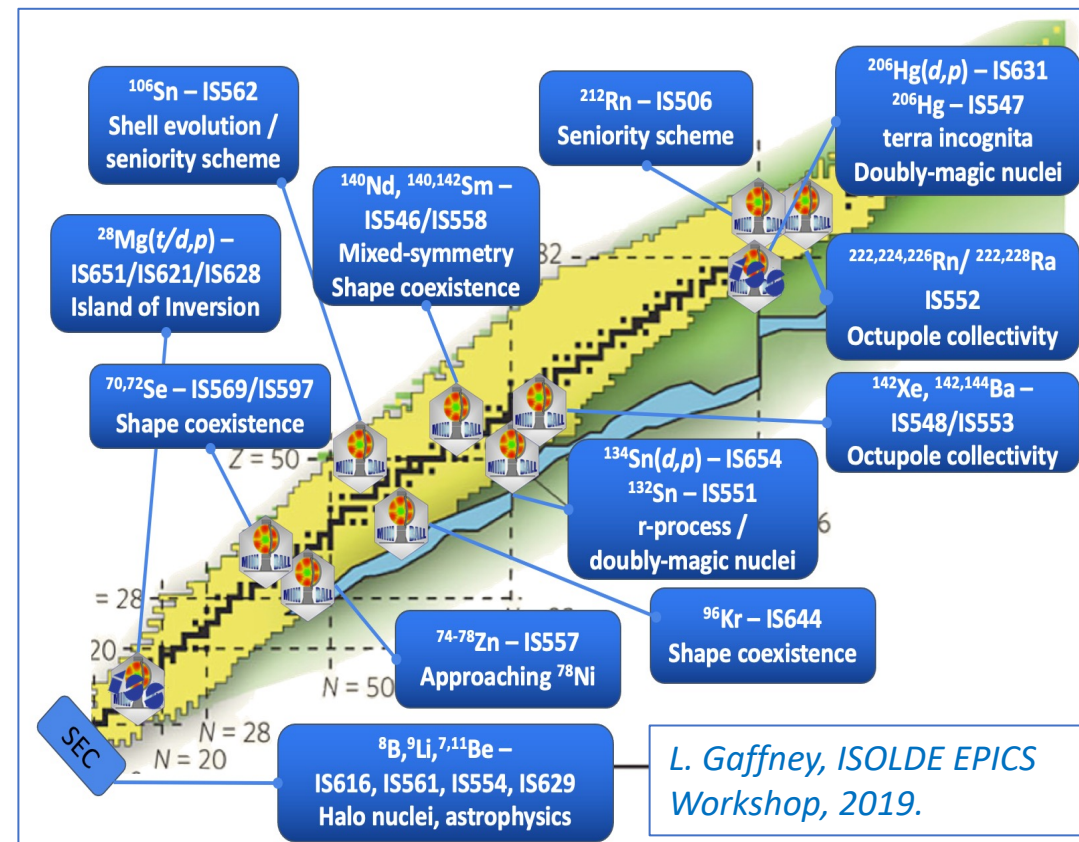 ¹⁰⁶Sn – IS562
Shell evolution /
seniority scheme
²¹²Rn – IS506
Seniority scheme
²⁰⁶Hg(d,p) – IS631
²⁰⁶Hg – IS547
terra incognita
Doubly-magic nuclei
¹⁴⁰Nd, ¹⁴⁰,¹⁴²Sm –
IS546/IS558
Mixed-symmetry
Shape coexistence
²⁸Mg(t/d,p) –
IS651/IS621/IS628
Island of Inversion
82
²²²,²²⁴,²²⁶Rn/ ²²²,²²⁸Ra
IS552
Octupole collectivity
⁷⁰,⁷²Se – IS569/IS597
Shape coexistence
¹⁴²Xe, ¹⁴²,¹⁴⁴Ba –
IS548/IS553
Octupole collectivity
Z = 50
¹³⁴Sn(d,p) – IS654
¹³²Sn – IS551
r-process /
doubly-magic nuclei
6
= 28
⁹⁶Kr – IS644
Shape coexistence
⁷⁴⁻⁷⁸Zn – IS557
Approaching ⁷⁸Ni
20
N = 50
SEC
N = 28
N = 20
⁸B,⁹Li,⁷,¹¹Be –
IS616, IS561, IS554, IS629
Halo nuclei, astrophysics
L. Gaffney, ISOLDE EPICS
Workshop, 2019.